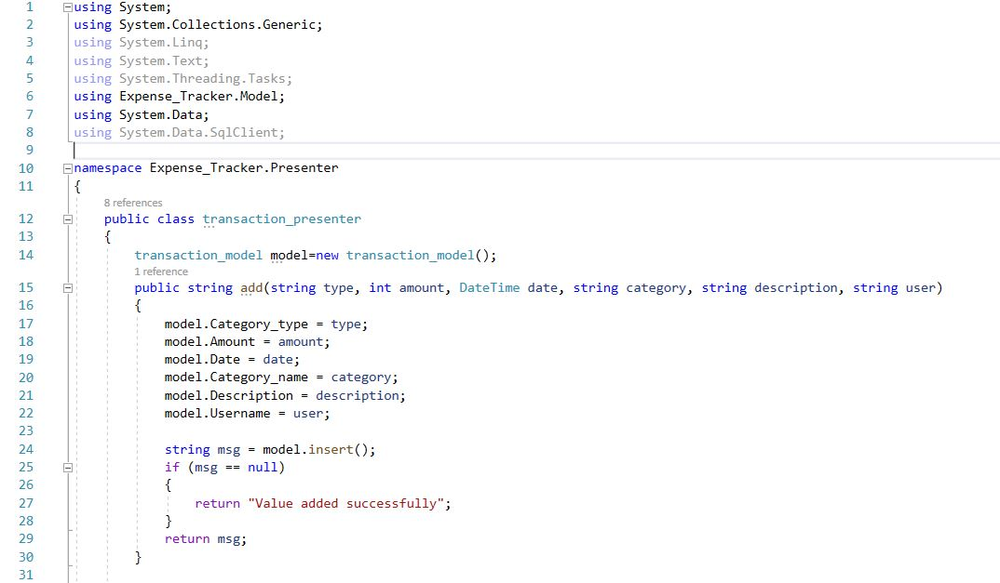 1 using System;
2 using System.Collections.Generic;
3 using System.Linq;
4 using System.Text;
5 using System.Threading.Tasks;
6 using Expense_Tracker.Model;
7 using System.Data;
8 using System.Data.SqlClient;
9
10 namespace Expense_Tracker.Presenter
11 {
8 references
12 public class transaction_presenter
13 {
14 transaction_model model=new transaction_model();
1 reference
15 public string add(string type, int amount, DateTime date, string category, string description, string user)
16 {
17 model.Category_type = type;
18 model.Amount = amount;
19 model.Date = date;
20 model.Category_name = category;
21 model.Description = description;
22 model.Username = user;
23
24 string msg = model.insert();
25 if (msg == null)
26 {
27 return "Value added successfully";
28 }
29 return msg;
30 }
31